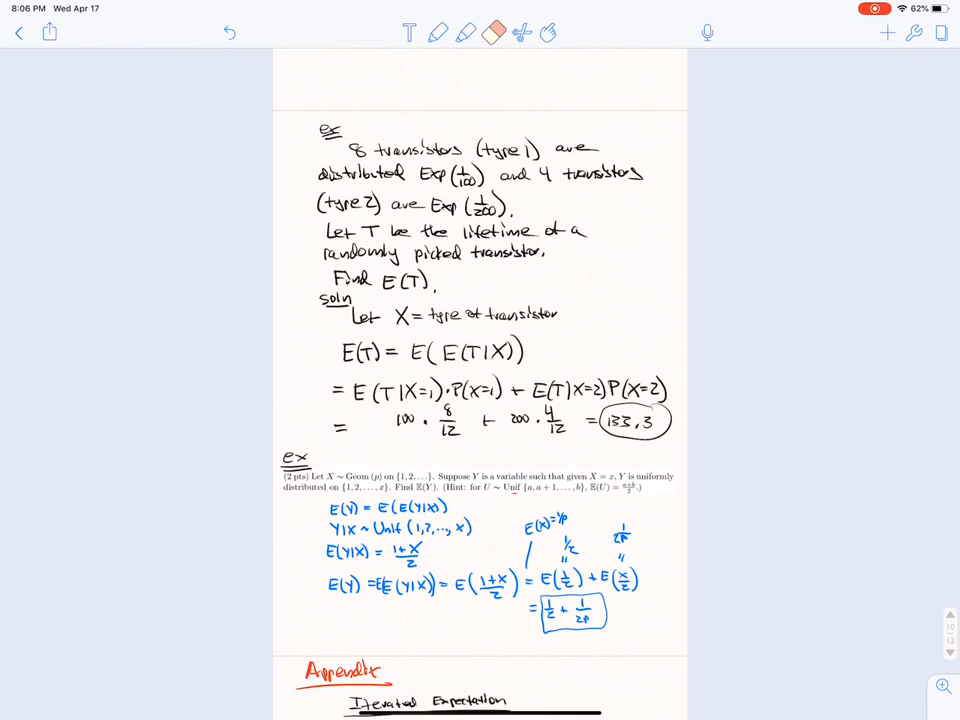 8:06 PM Wed Apr 17
62%
ex
8 transistors (type 1) are
distributed Exp(1/100) and 4 transistors
(type 2) are Exp(1/200).
Let T be the lifetime of a
randomly picked transistor.
Find E(T).
soln
Let X = type of transistor
E(T) = E(E(T|X))
= E(T|X=1)·P(X=1) + E(T|X=2)P(X=2)
= 100 · 8/12 + 200 · 4/12 = 133.3
ex
(2 pts) Let X ~ Geom (p) on {1, 2, . . .}. Suppose Y is a variable such that given X = x, Y is uniformly
distributed on {1, 2, . . . , x}. Find 𝔼(Y). (Hint: for U ~ Unif {a, a + 1, . . . , b}, 𝔼(U) = a+b/2.)
E(Y) = E(E(Y|X))
Y|X ~ Unif (1,2,..,X)
E(X)=1/p
1/2
"
1/2p
"
E(Y|X) = 1+X/2
E(Y) = E(E(Y|X)) = E(1+X/2) = E(1/2) + E(X/2)
= 1/2 + 1/2p
Appendix
Iterated Expectation
10
12